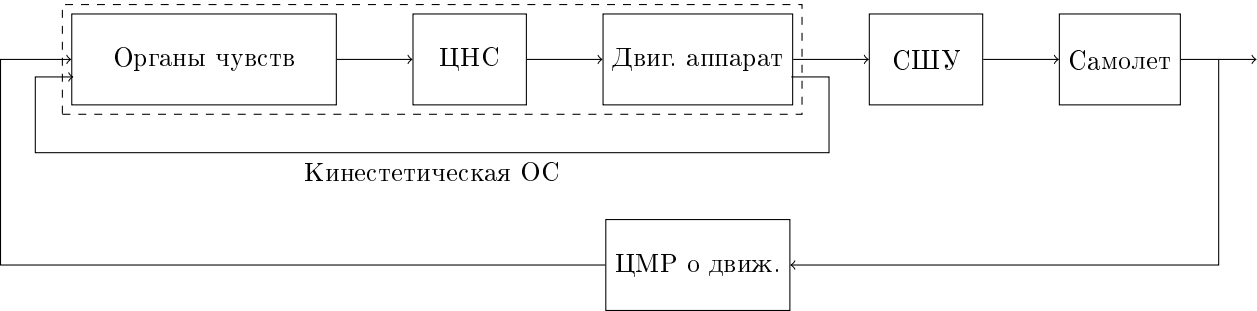 Органы чувств
ЦНС
Двиг. аппарат
СШУ
Самолет
Кинестетическая ОС
ЦМР о движ.